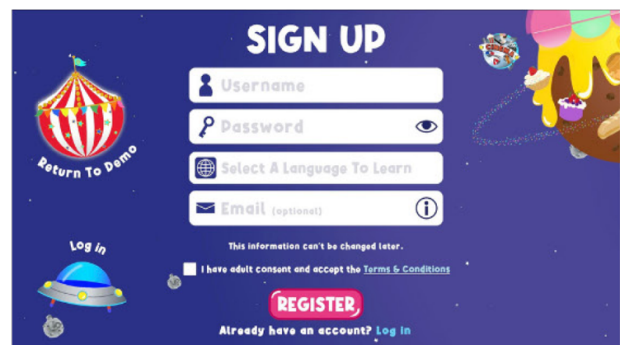 SIGN UP
Username
Password
Return To Demo
Select A Language To Learn
Email (optional)
Log in
This information can't be changed later.
I have adult consent and accept the Terms & Conditions
REGISTER
Already have an account? Log in